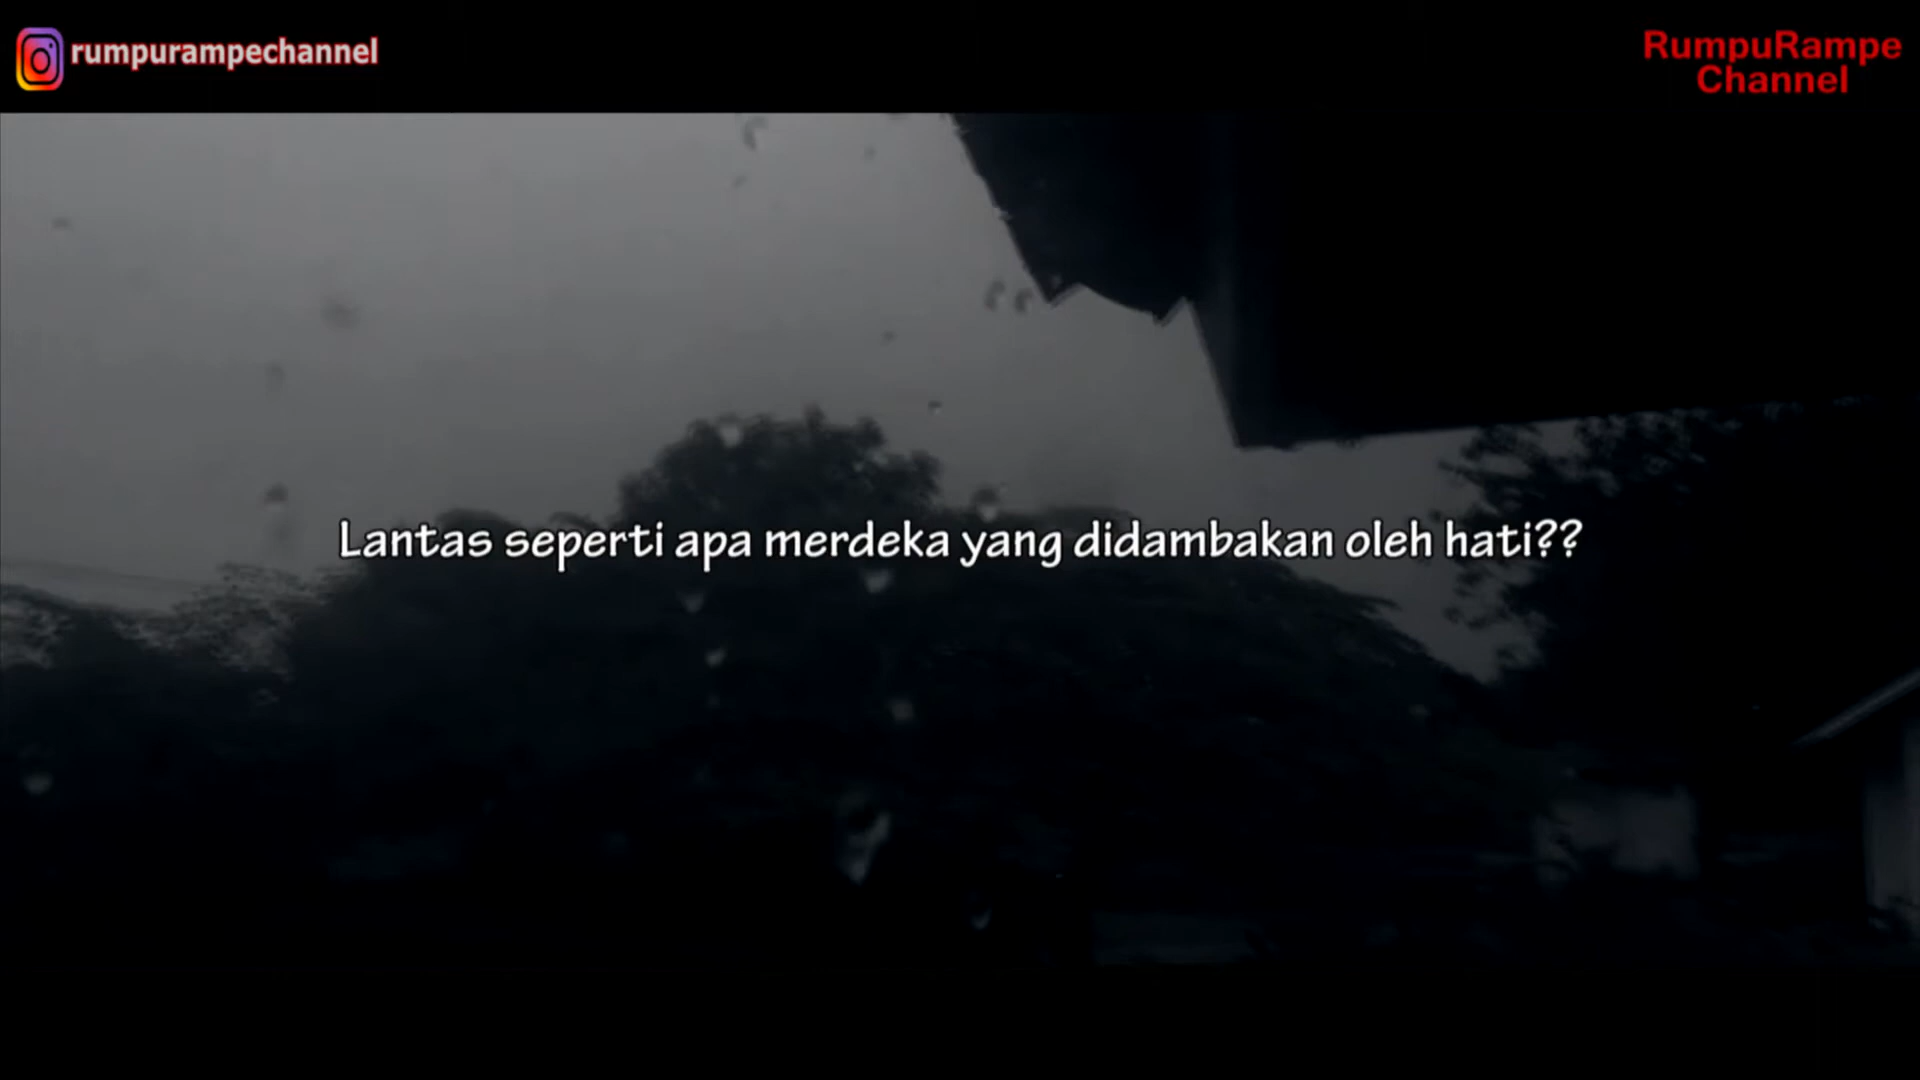 rumpurampechannel
RumpuRampe
Channel
Lantas seperti apa merdeka yang didambakan oleh hati??